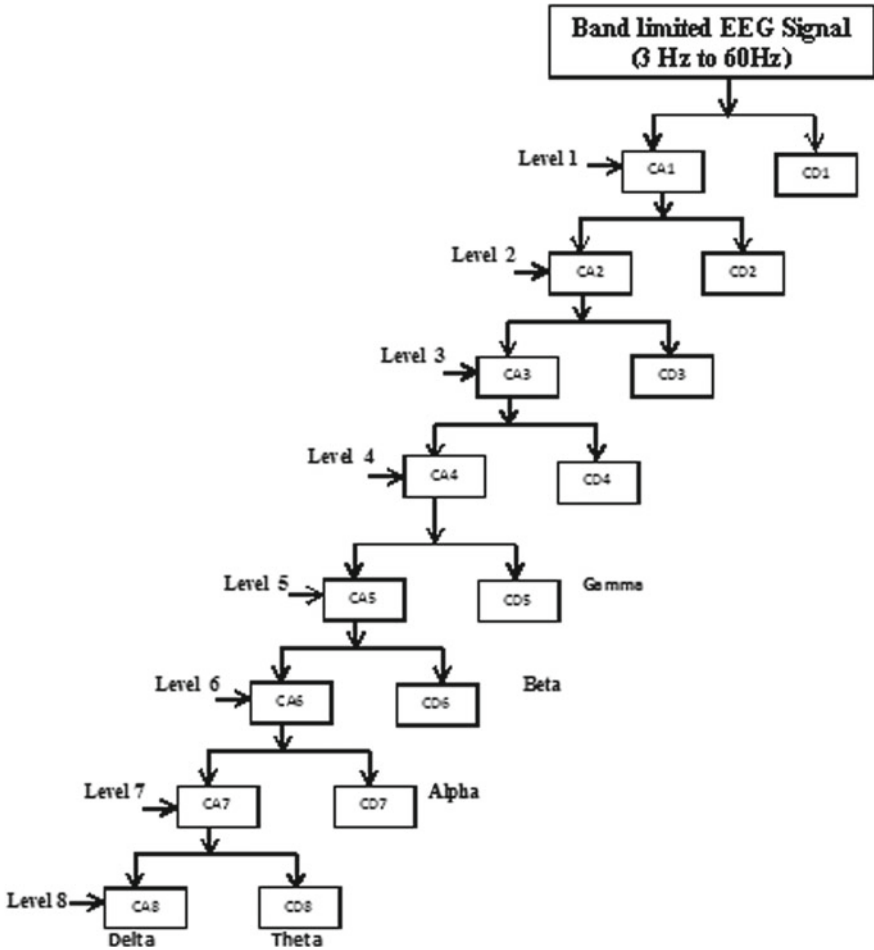 Band limited EEG Signal
(3 Hz to 60Hz)
Level 1
CA1
CD1
Level 2
CA2
CD2
Level 3
CA3
CD3
Level 4
CA4
CD4
Level 5
CA5
CD5
Gamma
Level 6
CA6
CD6
Beta
Level 7
CA7
CD7
Alpha
Level 8
CA8
CD8
Delta
Theta